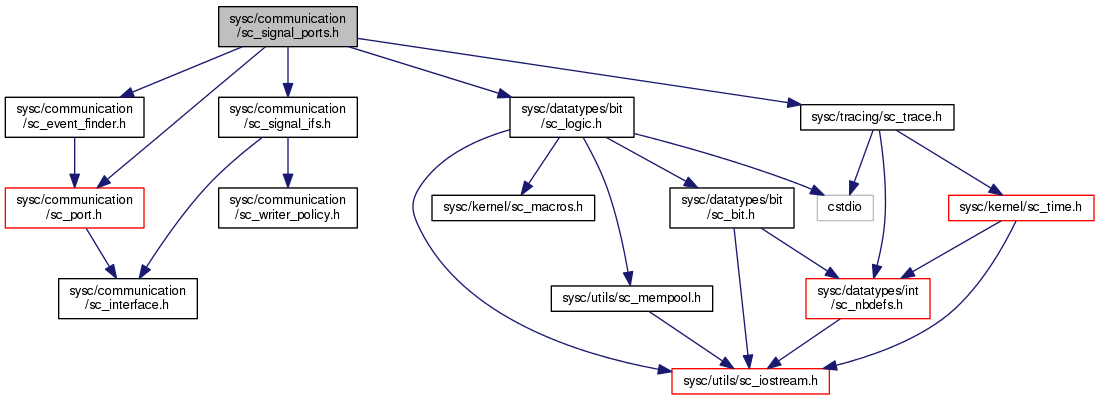 sysc/communication
/sc_signal_ports.h
sysc/communication
/sc_event_finder.h
sysc/communication
/sc_signal_ifs.h
sysc/datatypes/bit
/sc_logic.h
sysc/tracing/sc_trace.h
sysc/communication
/sc_port.h
sysc/communication
/sc_writer_policy.h
sysc/kernel/sc_macros.h
sysc/datatypes/bit
/sc_bit.h
cstdio
sysc/kernel/sc_time.h
sysc/communication
/sc_interface.h
sysc/utils/sc_mempool.h
sysc/datatypes/int
/sc_nbdefs.h
sysc/utils/sc_iostream.h